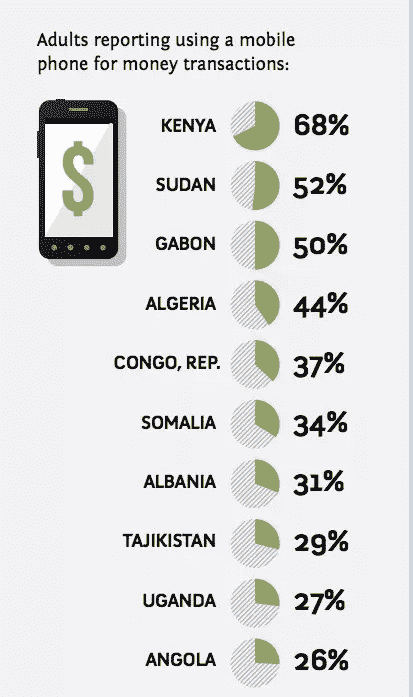 Adults reporting using a mobile
phone for money transactions:
$
KENYA 68%
SUDAN 52%
GABON 50%
ALGERIA 44%
CONGO, REP. 37%
SOMALIA 34%
ALBANIA 31%
TAJIKISTAN 29%
UGANDA 27%
ANGOLA 26%